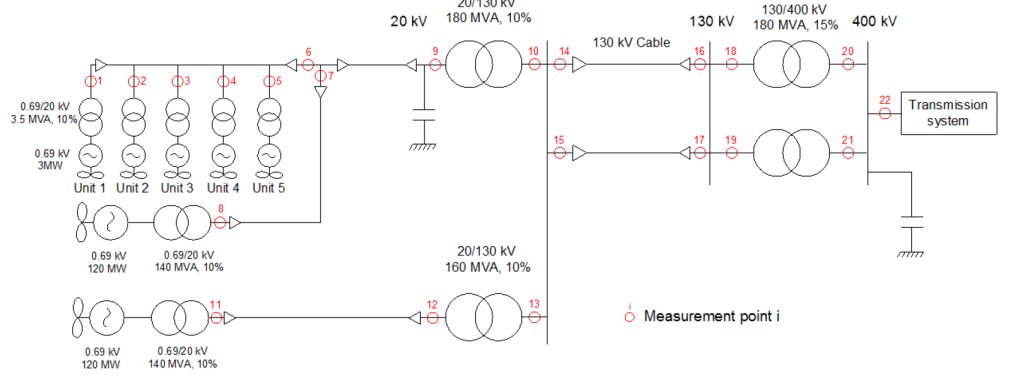 20/130 kV
180 MVA, 10%
130/400 kV
180 MVA, 15%
20 kV
130 kV
400 kV
130 kV Cable
6
9
10
14
16
18
20
7
1
2
3
4
5
22
Transmission
system
0.69/20 kV
3.5 MVA, 10%
0.69 kV
3MW
15
17
19
21
Unit 1
Unit 2
Unit 3
Unit 4
Unit 5
8
0.69 kV
120 MW
0.69/20 kV
140 MVA, 10%
20/130 kV
160 MVA, 10%
11
12
13
i
Measurement point i
0.69 kV
120 MW
0.69/20 kV
140 MVA, 10%